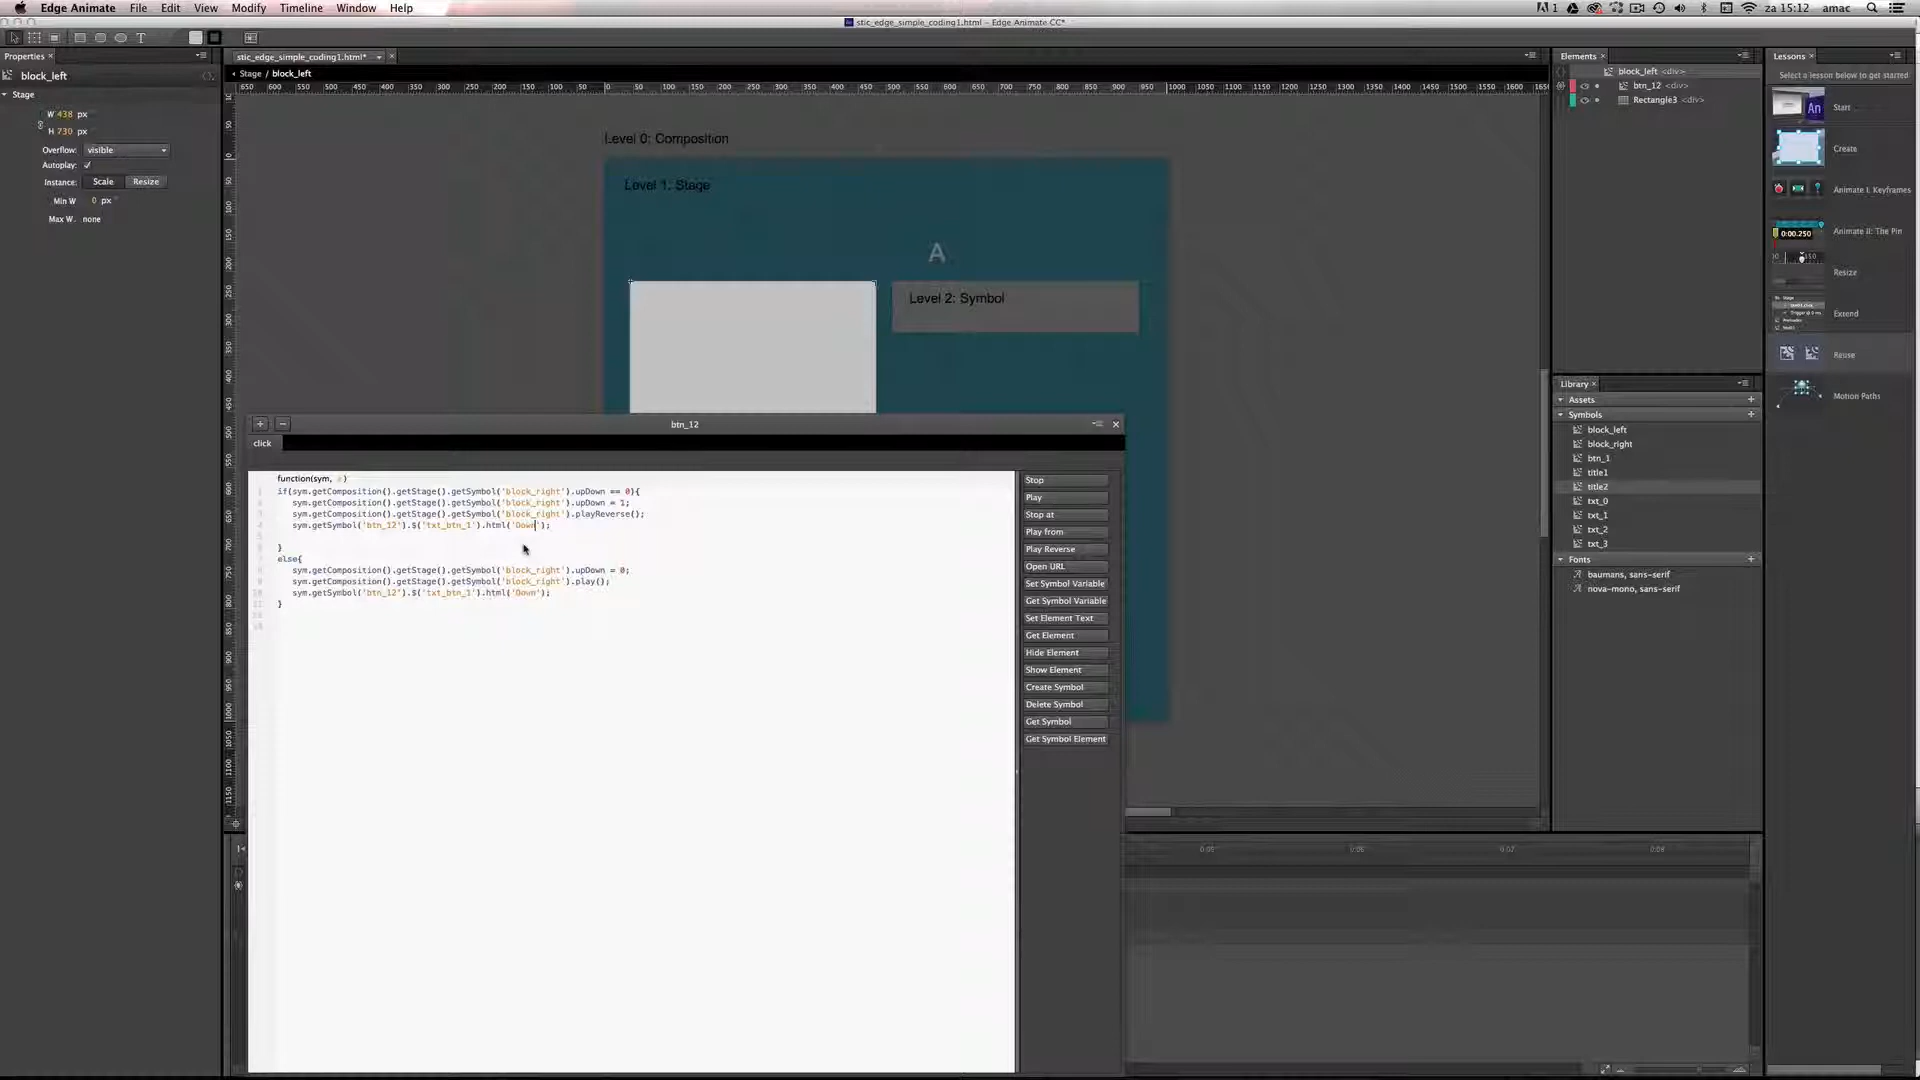 Edge Animate File Edit View Modify Timeline Window Help
1 za 15:12 amac
stic_edge_simple_coding1.html* – Edge Animate CC*
Properties
block_left
Stage
W 438 px
H 730 px
Overflow: visible
Autoplay:
Instance: Scale Resize
Min W 0 px
Max W. none
stic_edge_simple_coding1.html*
Stage / block_left
Level 0: Composition
Level 1: Stage
A
Level 2: Symbol
btn_12
click
function(sym, e)
if(sym.getComposition().getStage().getSymbol('block_right').upDown == 0){
sym.getComposition().getStage().getSymbol('block_right').upDown = 1;
sym.getComposition().getStage().getSymbol('block_right').playReverse();
sym.getSymbol('btn_12").$('txt_btn_1').html('Down');
}
else{
sym.getComposition().getStage().getSymbol('block_right').upDown = 0;
sym.getComposition().getStage().getSymbol('block_right').play();
sym.getSymbol('btn_12").$('txt_btn_1').html('Down');
}
Stop
Play
Stop at
Play from
Play Reverse
Open URL
Set Symbol Variable
Get Symbol Variable
Set Element Text
Get Element
Hide Element
Show Element
Create Symbol
Delete Symbol
Get Symbol
Get Symbol Element
Elements
block_left <div>
btn_12 <div>
Rectangle3 <div>
Library
Assets
Symbols
block_left
block_right
btn_1
title1
title2
txt_0
txt_1
txt_2
txt_3
Fonts
baumans, sans-serif
nova-mono, sans-serif
Lessons
Select a lesson below to get started
Start
Create
Animate I: Keyframes
0:00.250
Animate II: The Pin
Resize
Extend
Reuse
Motion Paths